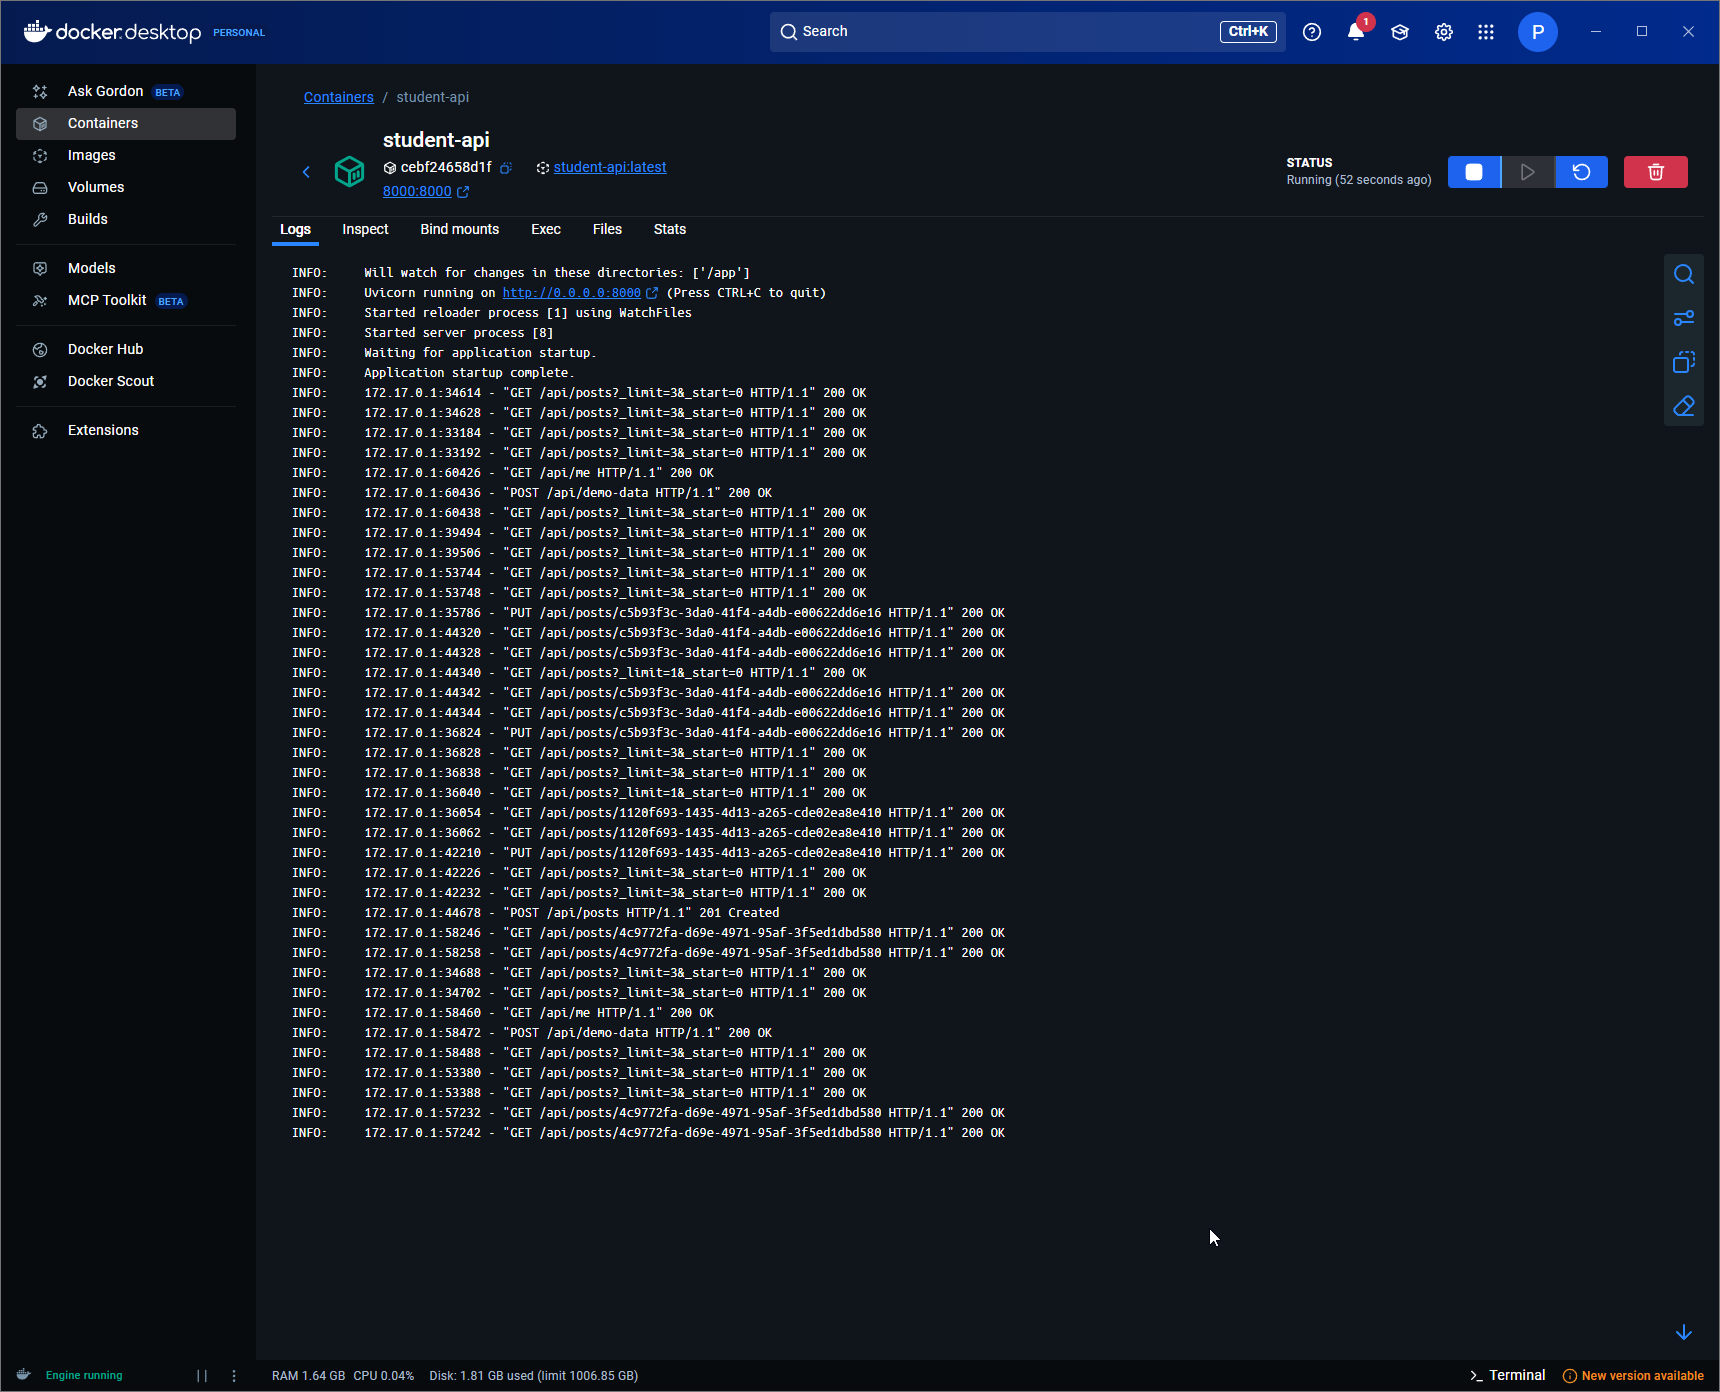 docker.desktop PERSONAL
Search
Ctrl+K
1
P
Ask Gordon BETA
Containers
Images
Volumes
Builds
Models
MCP Toolkit BETA
Docker Hub
Docker Scout
Extensions
Containers / student-api
student-api
cebf24658d1f student-api:latest
8000:8000
STATUS
Running (52 seconds ago)
Logs Inspect Bind mounts Exec Files Stats
INFO: Will watch for changes in these directories: ['/app']
INFO: Uvicorn running on http://0.0.0.0:8000 (Press CTRL+C to quit)
INFO: Started reloader process [1] using WatchFiles
INFO: Started server process [8]
INFO: Waiting for application startup.
INFO: Application startup complete.
INFO: 172.17.0.1:34614 - "GET /api/posts?_limit=3&_start=0 HTTP/1.1" 200 OK
INFO: 172.17.0.1:34628 - "GET /api/posts?_limit=3&_start=0 HTTP/1.1" 200 OK
INFO: 172.17.0.1:33184 - "GET /api/posts?_limit=3&_start=0 HTTP/1.1" 200 OK
INFO: 172.17.0.1:33192 - "GET /api/posts?_limit=3&_start=0 HTTP/1.1" 200 OK
INFO: 172.17.0.1:60426 - "GET /api/me HTTP/1.1" 200 OK
INFO: 172.17.0.1:60436 - "POST /api/demo-data HTTP/1.1" 200 OK
INFO: 172.17.0.1:60438 - "GET /api/posts?_limit=3&_start=0 HTTP/1.1" 200 OK
INFO: 172.17.0.1:39494 - "GET /api/posts?_limit=3&_start=0 HTTP/1.1" 200 OK
INFO: 172.17.0.1:39506 - "GET /api/posts?_limit=3&_start=0 HTTP/1.1" 200 OK
INFO: 172.17.0.1:53744 - "GET /api/posts?_limit=3&_start=0 HTTP/1.1" 200 OK
INFO: 172.17.0.1:53748 - "GET /api/posts?_limit=3&_start=0 HTTP/1.1" 200 OK
INFO: 172.17.0.1:35786 - "PUT /api/posts/c5b93f3c-3da0-41f4-a4db-e00622dd6e16 HTTP/1.1" 200 OK
INFO: 172.17.0.1:44320 - "GET /api/posts/c5b93f3c-3da0-41f4-a4db-e00622dd6e16 HTTP/1.1" 200 OK
INFO: 172.17.0.1:44328 - "GET /api/posts/c5b93f3c-3da0-41f4-a4db-e00622dd6e16 HTTP/1.1" 200 OK
INFO: 172.17.0.1:44340 - "GET /api/posts?_limit=1&_start=0 HTTP/1.1" 200 OK
INFO: 172.17.0.1:44342 - "GET /api/posts/c5b93f3c-3da0-41f4-a4db-e00622dd6e16 HTTP/1.1" 200 OK
INFO: 172.17.0.1:44344 - "GET /api/posts/c5b93f3c-3da0-41f4-a4db-e00622dd6e16 HTTP/1.1" 200 OK
INFO: 172.17.0.1:36824 - "PUT /api/posts/c5b93f3c-3da0-41f4-a4db-e00622dd6e16 HTTP/1.1" 200 OK
INFO: 172.17.0.1:36828 - "GET /api/posts?_limit=3&_start=0 HTTP/1.1" 200 OK
INFO: 172.17.0.1:36838 - "GET /api/posts?_limit=3&_start=0 HTTP/1.1" 200 OK
INFO: 172.17.0.1:36040 - "GET /api/posts?_limit=1&_start=0 HTTP/1.1" 200 OK
INFO: 172.17.0.1:36054 - "GET /api/posts/1120f693-1435-4d13-a265-cde02ea8e410 HTTP/1.1" 200 OK
INFO: 172.17.0.1:36062 - "GET /api/posts/1120f693-1435-4d13-a265-cde02ea8e410 HTTP/1.1" 200 OK
INFO: 172.17.0.1:42210 - "PUT /api/posts/1120f693-1435-4d13-a265-cde02ea8e410 HTTP/1.1" 200 OK
INFO: 172.17.0.1:42226 - "GET /api/posts?_limit=3&_start=0 HTTP/1.1" 200 OK
INFO: 172.17.0.1:42232 - "GET /api/posts?_limit=3&_start=0 HTTP/1.1" 200 OK
INFO: 172.17.0.1:44678 - "POST /api/posts HTTP/1.1" 201 Created
INFO: 172.17.0.1:58246 - "GET /api/posts/4c9772fa-d69e-4971-95af-3f5ed1dbd580 HTTP/1.1" 200 OK
INFO: 172.17.0.1:58258 - "GET /api/posts/4c9772fa-d69e-4971-95af-3f5ed1dbd580 HTTP/1.1" 200 OK
INFO: 172.17.0.1:34688 - "GET /api/posts?_limit=3&_start=0 HTTP/1.1" 200 OK
INFO: 172.17.0.1:34702 - "GET /api/posts?_limit=3&_start=0 HTTP/1.1" 200 OK
INFO: 172.17.0.1:58460 - "GET /api/me HTTP/1.1" 200 OK
INFO: 172.17.0.1:58472 - "POST /api/demo-data HTTP/1.1" 200 OK
INFO: 172.17.0.1:58488 - "GET /api/posts?_limit=3&_start=0 HTTP/1.1" 200 OK
INFO: 172.17.0.1:53380 - "GET /api/posts?_limit=3&_start=0 HTTP/1.1" 200 OK
INFO: 172.17.0.1:53388 - "GET /api/posts?_limit=3&_start=0 HTTP/1.1" 200 OK
INFO: 172.17.0.1:57232 - "GET /api/posts/4c9772fa-d69e-4971-95af-3f5ed1dbd580 HTTP/1.1" 200 OK
INFO: 172.17.0.1:57242 - "GET /api/posts/4c9772fa-d69e-4971-95af-3f5ed1dbd580 HTTP/1.1" 200 OK
Engine running
RAM 1.64 GB CPU 0.04% Disk: 1.81 GB used (limit 1006.85 GB)
Terminal
New version available